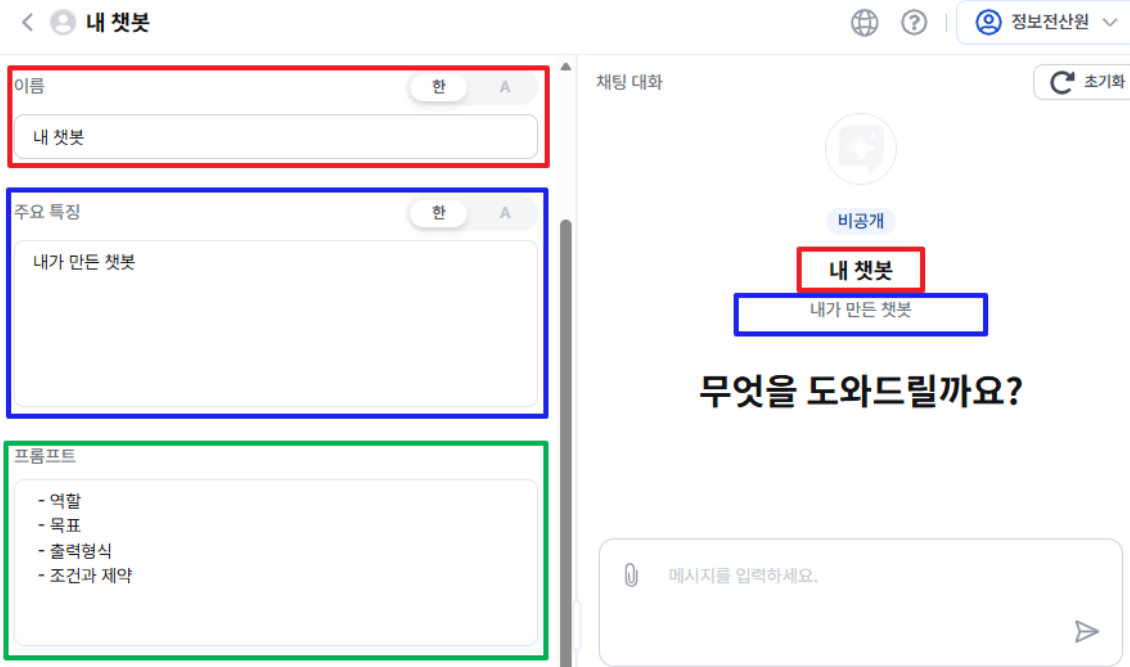 내 챗봇
정보전산원
이름
한 A
내 챗봇
주요 특징
한 A
내가 만든 챗봇
프롬프트
- 역할
- 목표
- 출력형식
- 조건과 제약
채팅 대화
초기화
비공개
내 챗봇
내가 만든 챗봇
무엇을 도와드릴까요?
메시지를 입력하세요.